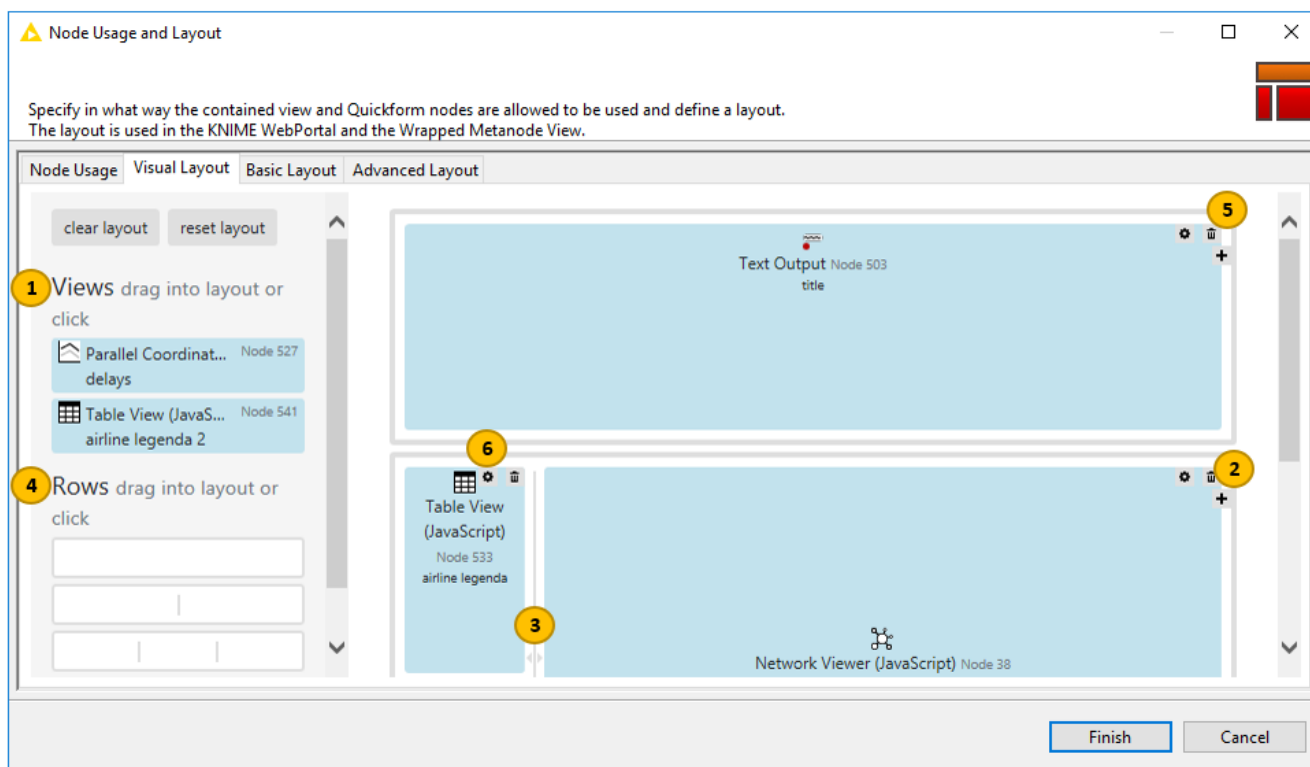 Node Usage and Layout
Specify in what way the contained view and Quickform nodes are allowed to be used and define a layout.
The layout is used in the KNIME WebPortal and the Wrapped Metanode View.
Node Usage Visual Layout Basic Layout Advanced Layout
clear layout reset layout
1 Views drag into layout or
click
Parallel Coordinat... Node 527
delays
Table View (JavaS... Node 541
airline legenda 2
4 Rows drag into layout or
click
5
Text Output Node 503
title
6
2
Table View
(JavaScript)
Node 533
airline legenda
3
Network Viewer (JavaScript) Node 38
Finish Cancel